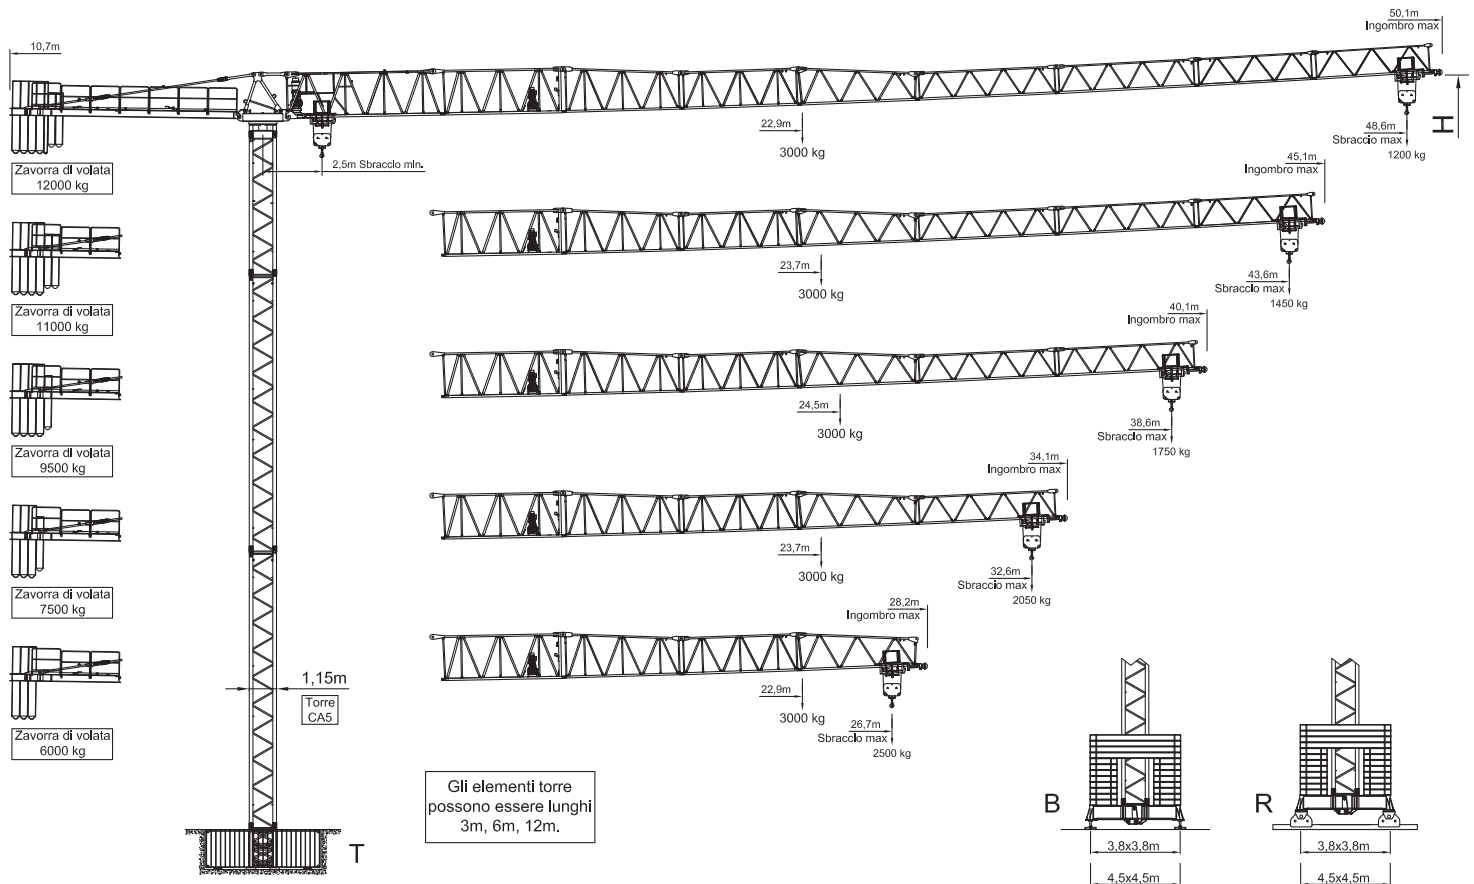 50,1m
Ingombro max
10,7m
H
22,9m
3000 kg
48,6m
Sbraccio max
1200 kg
2,5m Sbraccio min.
Zavorra di volata
12000 kg
45,1m
Ingombro max
23,7m
3000 kg
43,6m
Sbraccio max
1450 kg
Zavorra di volata
11000 kg
40,1m
Ingombro max
24,5m
3000 kg
38,6m
Sbraccio max
1750 kg
Zavorra di volata
9500 kg
34,1m
Ingombro max
23,7m
3000 kg
32,6m
Sbraccio max
2050 kg
Zavorra di volata
7500 kg
28,2m
Ingombro max
22,9m
3000 kg
26,7m
Sbraccio max
2500 kg
Zavorra di volata
6000 kg
1,15m
Torre
CA5
Gli elementi torre
possono essere lunghi
3m, 6m, 12m.
T
B
3,8x3,8m
4,5x4,5m
R
3,8x3,8m
4,5x4,5m